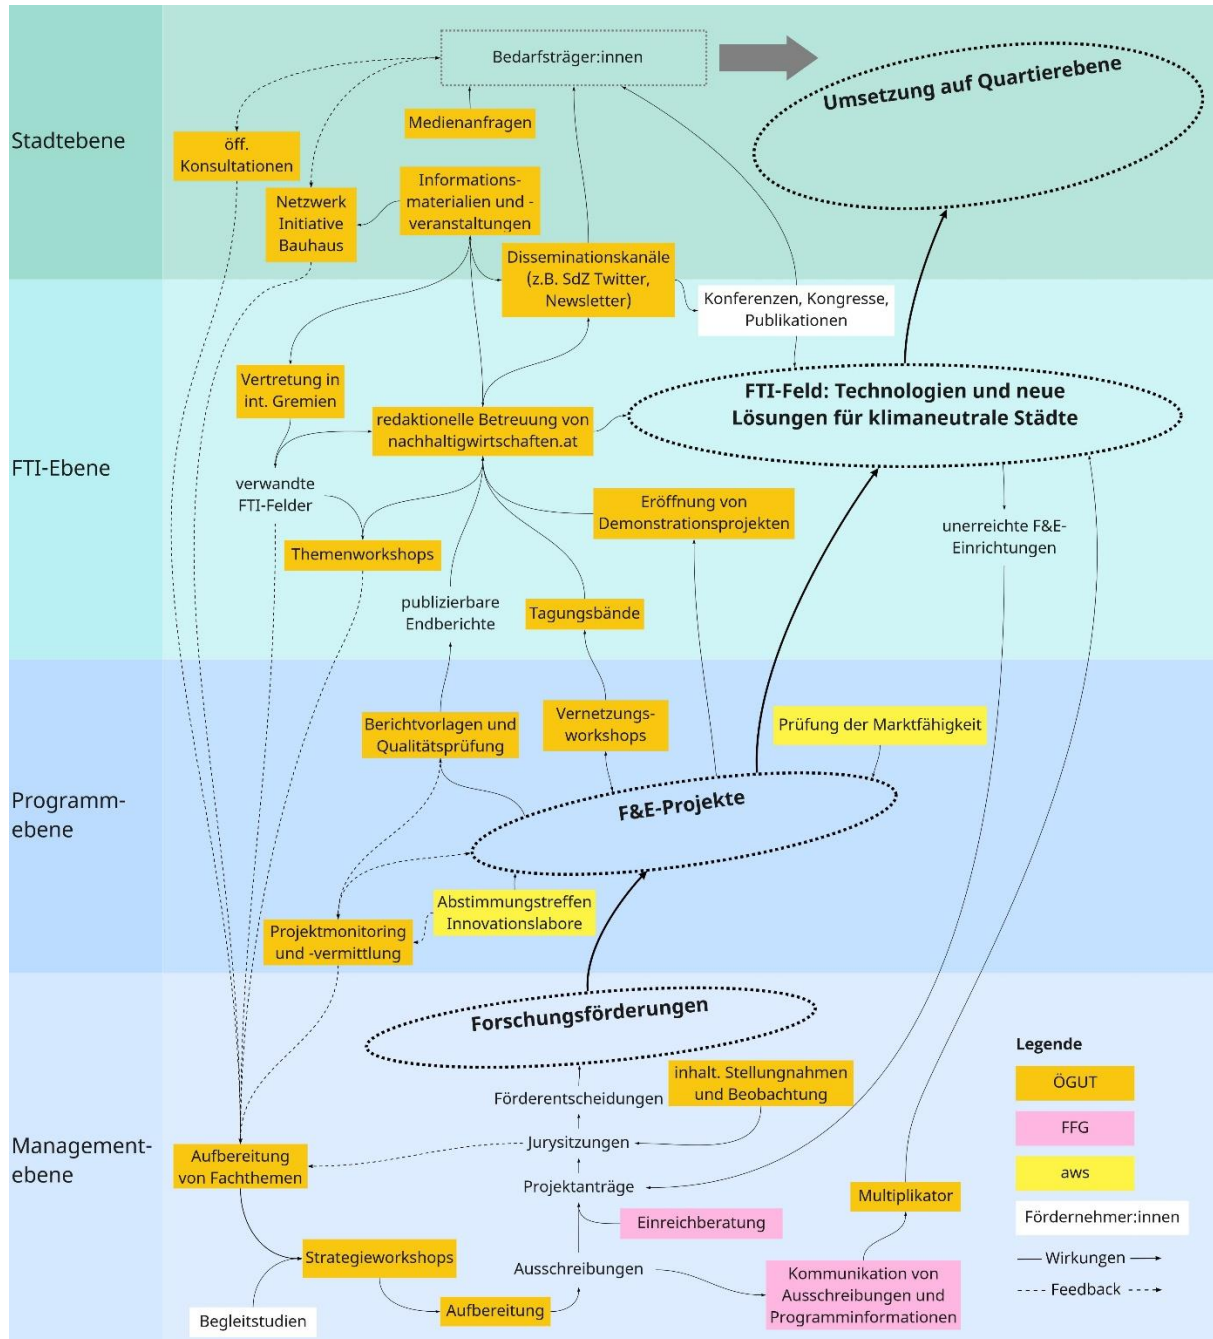 Stadtebene
Bedarfsträger:innen
Umsetzung auf Quartierebene
Medienanfragen
öff.
Konsultationen
Informations-
materialien und -
veranstaltungen
Netzwerk
Initiative
Bauhaus
Disseminationskanäle
(z.B. SdZ Twitter,
Newsletter)
FTI-Ebene
Konferenzen, Kongresse,
Publikationen
Vertretung in
int. Gremien
FTI-Feld: Technologien und neue
Lösungen für klimaneutrale Städte
redaktionelle Betreuung von
nachhaltigwirtschaften.at
verwandte
FTI-Felder
Eröffnung von
Demonstrationsprojekten
unerreichte F&E-
Einrichtungen
Themenworkshops
publizierbare
Endberichte
Tagungsbände
Programm-
ebene
Berichtvorlagen und
Qualitätsprüfung
Vernetzungs-
workshops
Prüfung der Marktfähigkeit
F&E-Projekte
Abstimmungstreffen
Innovationslabore
Projektmonitoring
und -vermittlung
Management-
ebene
Forschungsförderungen
inhalt. Stellungnahmen
und Beobachtung
Förderentscheidungen
Jurysitzungen
Aufbereitung
von Fachthemen
Projektanträge
Multiplikator
Einreichberatung
Strategieworkshops
Ausschreibungen
Kommunikation von
Ausschreibungen und
Programminformationen
Aufbereitung
Begleitstudien
Legende
ÖGUT
FFG
aws
Fördernehmer:innen
Wirkungen
Feedback